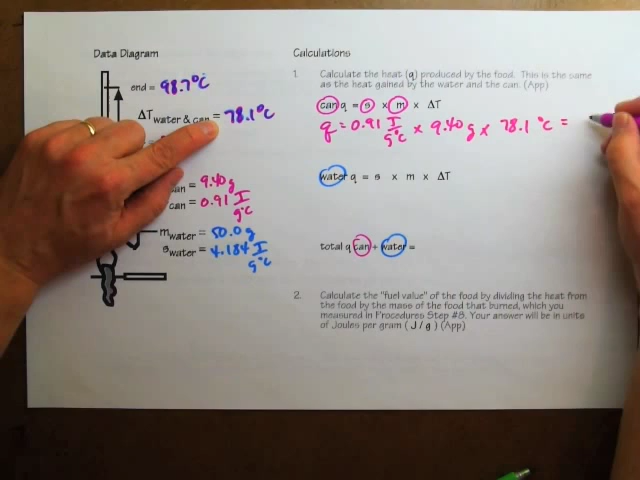 Data Diagram
end = 98.7°C
ΔT water & can = 78.1°C
can = 9.40 g
can = 0.91 J
g°C
m water = 50.0 g
s water = 4.184 J
g°C
Calculations
1. Calculate the heat (q) produced by the food. This is the same
as the heat gained by the water and the can. (App)
can q = s x m x ΔT
q = 0.91 J/g°C x 9.40 g x 78.1 °C =
water q = s x m x ΔT
total q can + water =
2. Calculate the "fuel value" of the food by dividing the heat from
the food by the mass of the food that burned, which you
measured in Procedures Step #8. Your answer will be in units
of Joules per gram ( J / g ) (App)